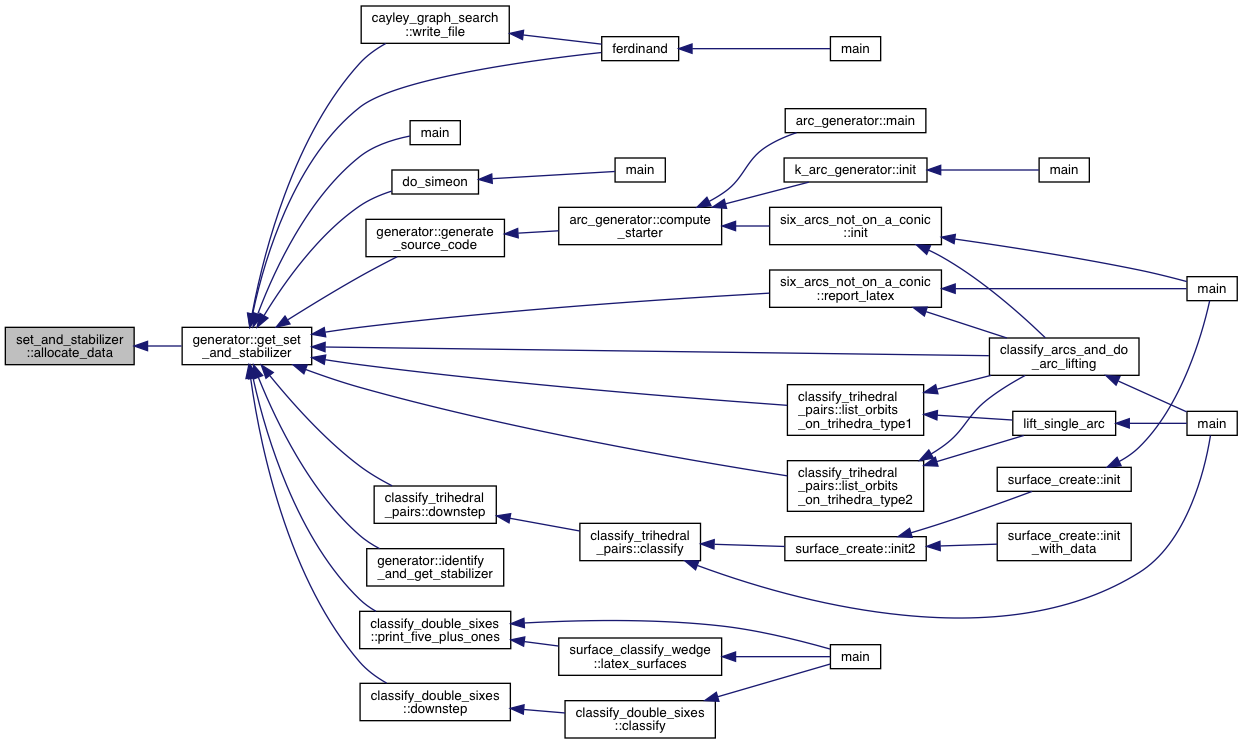 cayley_graph_search
::write_file
ferdinand
main
arc_generator::main
main
k_arc_generator::init
main
do_simeon
main
generator::generate
_source_code
arc_generator::compute
_starter
six_arcs_not_on_a_conic
::init
six_arcs_not_on_a_conic
::report_latex
main
set_and_stabilizer
::allocate_data
generator::get_set
_and_stabilizer
classify_arcs_and_do
_arc_lifting
classify_trihedral
_pairs::list_orbits
_on_trihedra_type1
lift_single_arc
main
classify_trihedral
_pairs::list_orbits
_on_trihedra_type2
surface_create::init
classify_trihedral
_pairs::downstep
classify_trihedral
_pairs::classify
surface_create::init2
surface_create::init
_with_data
generator::identify
_and_get_stabilizer
classify_double_sixes
::print_five_plus_ones
surface_classify_wedge
::latex_surfaces
main
classify_double_sixes
::downstep
classify_double_sixes
::classify